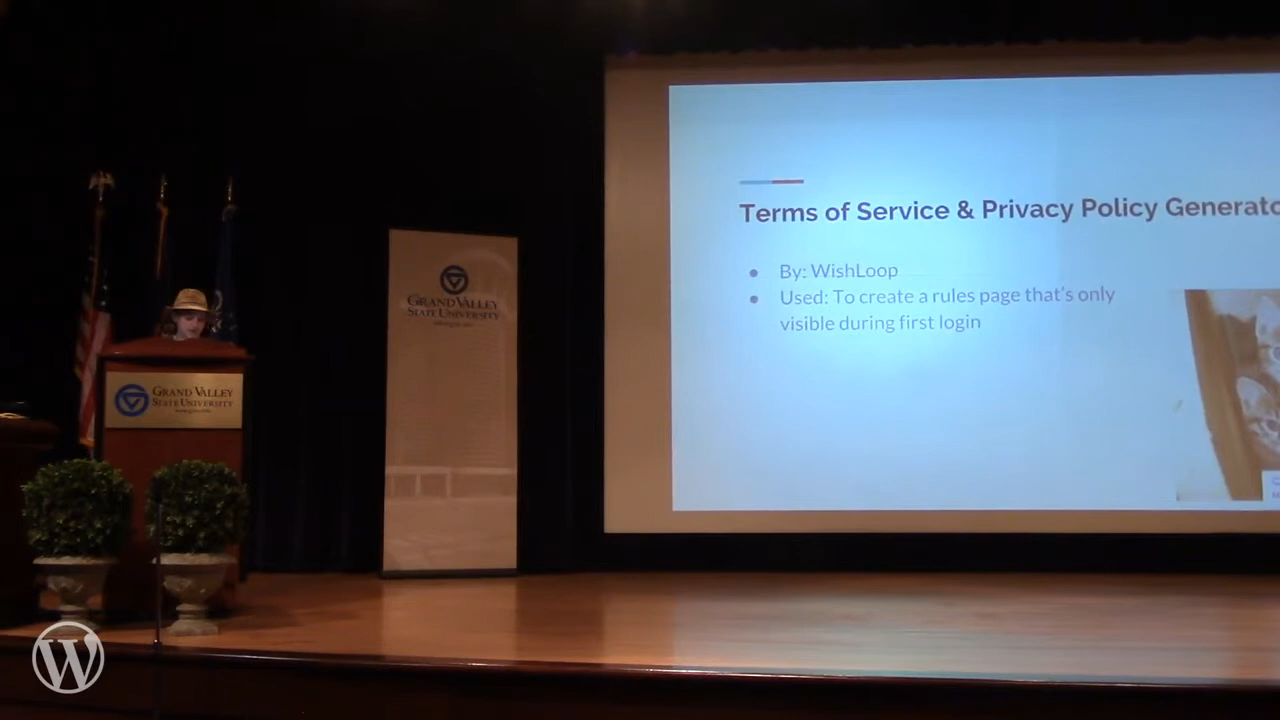 Terms of Service & Privacy Policy Generato
By: WishLoop
Used: To create a rules page that's only
visible during first login
GRAND VALLEY
STATE UNIVERSITY
GRAND VALLEY
STATE UNIVERSITY